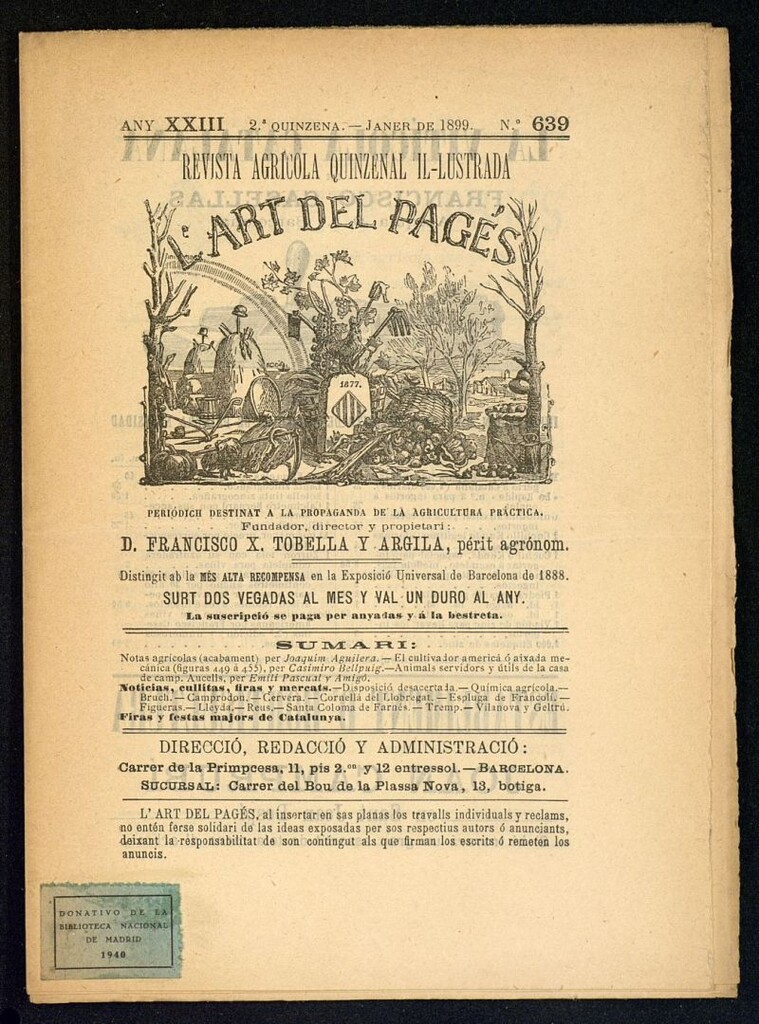 ANY XXIII 2.ª QUINZENA. — JANER DE 1899. N.º 639
REVISTA AGRÍCOLA QUINZENAL IL-LUSTRADA
L'ART DEL PAGÉS
1877.
PERIÓDICH DESTINAT A LA PROPAGANDA DE LA AGRICULTURA PRÁCTICA.
Fundador, director y propietari:
D. FRANCISCO X. TOBELLA Y ARGILA, périt agrónom.
Distingit ab la MÉS ALTA RECOMPENSA en la Exposició Universal de Barcelona de 1888.
SURT DOS VEGADAS AL MES Y VAL UN DURO AL ANY.
La suscripció se paga per anyadas y á la bestreta.
SUMARI:
Notas agrícolas (acabament) per Joaquim Aguilera. — El cultivador americá ó aixada me-
cánica (figuras 449 á 455), per Casimiro Bellpuig. — Animals servidors y útils de la casa
de camp. Aucells, per Emili Pascual y Amigó.
Noticias, cullitas, firas y mercats. — Disposició desacertada. — Química agrícola. —
Bruch. — Camprodon. — Cervera. — Cornellá del Llobregat. — Espluga de Francolí. —
Figueras. — Lleyda. — Reus. — Santa Coloma de Farnés. — Tremp. — Vilanova y Geltrú.
Firas y festas majors de Catalunya.
DIRECCIÓ, REDACCIÓ Y ADMINISTRACIÓ:
Carrer de la Primpcesa, 11, pis 2.on y 12 entressol. — BARCELONA.
SUCURSAL: Carrer del Bou de la Plassa Nova, 13, botiga.
L' ART DEL PAGÉS, al insertar en sas planas los travalls individuals y reclams,
no entén ferse solidari de las ideas exposadas per sos respectius autors ó anunciants,
deixant la responsabilitat de son contingut als que firman los escrits ó remeten los
anuncis.
DONATIVO DE LA
BIBLIOTECA NACIONAL
DE MADRID
1940